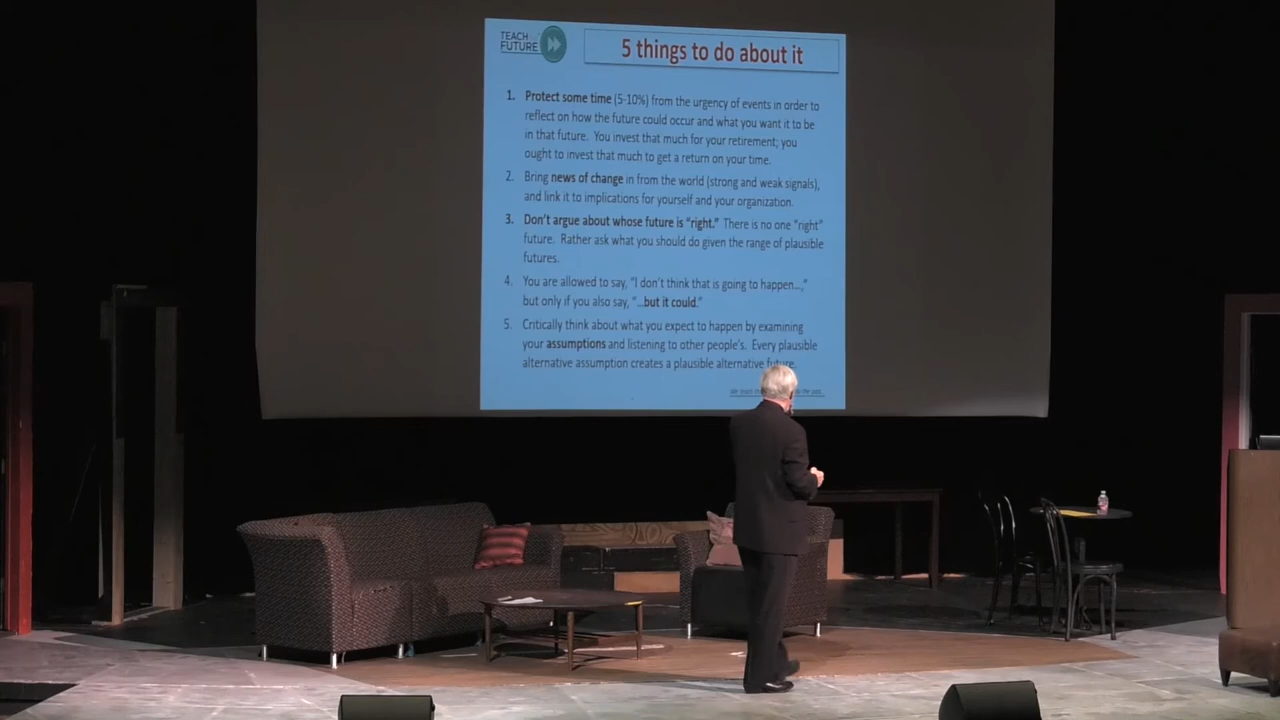 TEACH
FUTURE
5 things to do about it
1. Protect some time (5-10%) from the urgency of events in order to
reflect on how the future could occur and what you want it to be
in that future. You invest that much for your retirement; you
ought to invest that much to get a return on your time.
2. Bring news of change in from the world (strong and weak signals),
and link it to implications for yourself and your organization.
3. Don't argue about whose future is "right." There is no one "right"
future. Rather ask what you should do given the range of plausible
futures.
4. You are allowed to say, "I don't think that is going to happen...,"
but only if you also say, "...but it could."
5. Critically think about what you expect to happen by examining
your assumptions and listening to other people's. Every plausible
alternative assumption creates a plausible alternative future.
We teach the past